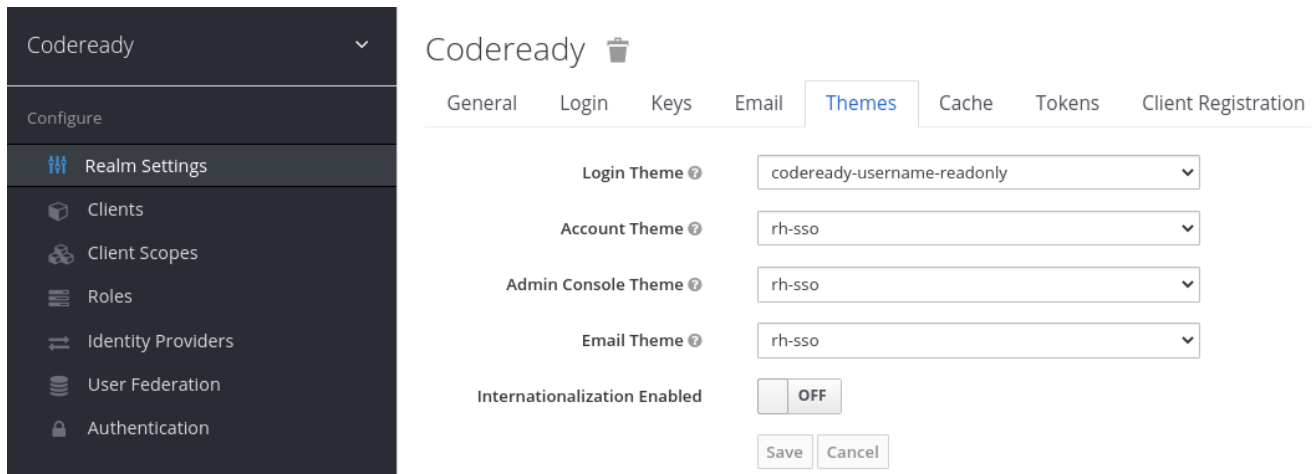 Codeready
Configure
Realm Settings
Clients
Client Scopes
Roles
Identity Providers
User Federation
Authentication
Codeready
General Login Keys Email Themes Cache Tokens Client Registration
Login Theme codeready-username-readonly
Account Theme rh-sso
Admin Console Theme rh-sso
Email Theme rh-sso
Internationalization Enabled OFF
Save Cancel